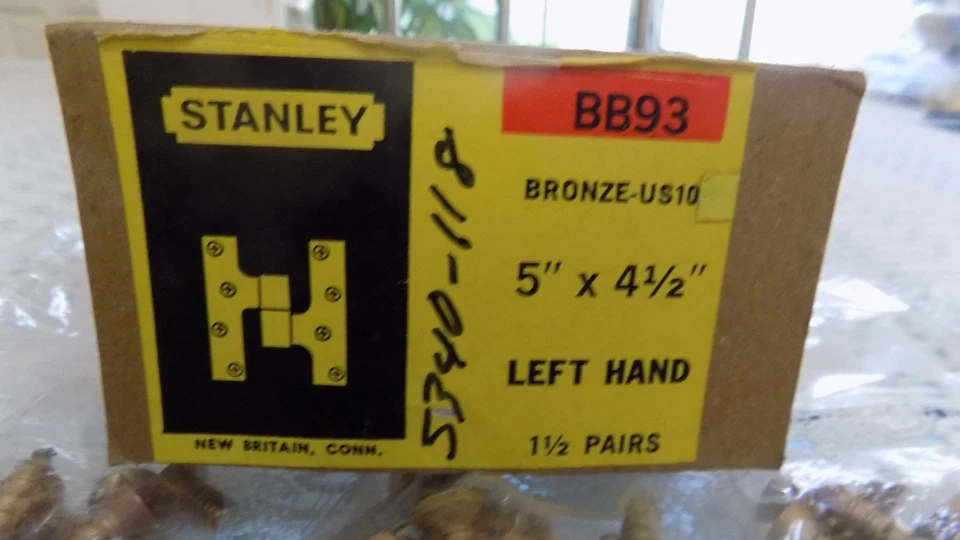 STANLEY
NEW BRITAIN, CONN.
5340-118
BB93
BRONZE-US10
5" x 4½"
LEFT HAND
1½ PAIRS